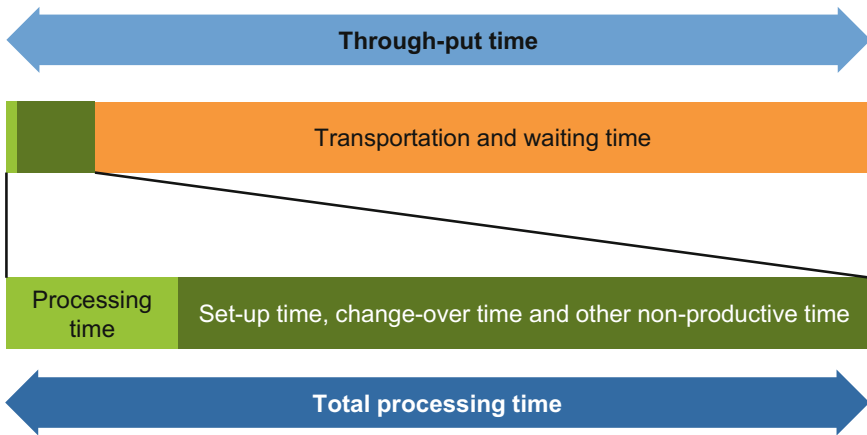 Through-put time
Transportation and waiting time
Processing
time
Set-up time, change-over time and other non-productive time
Total processing time